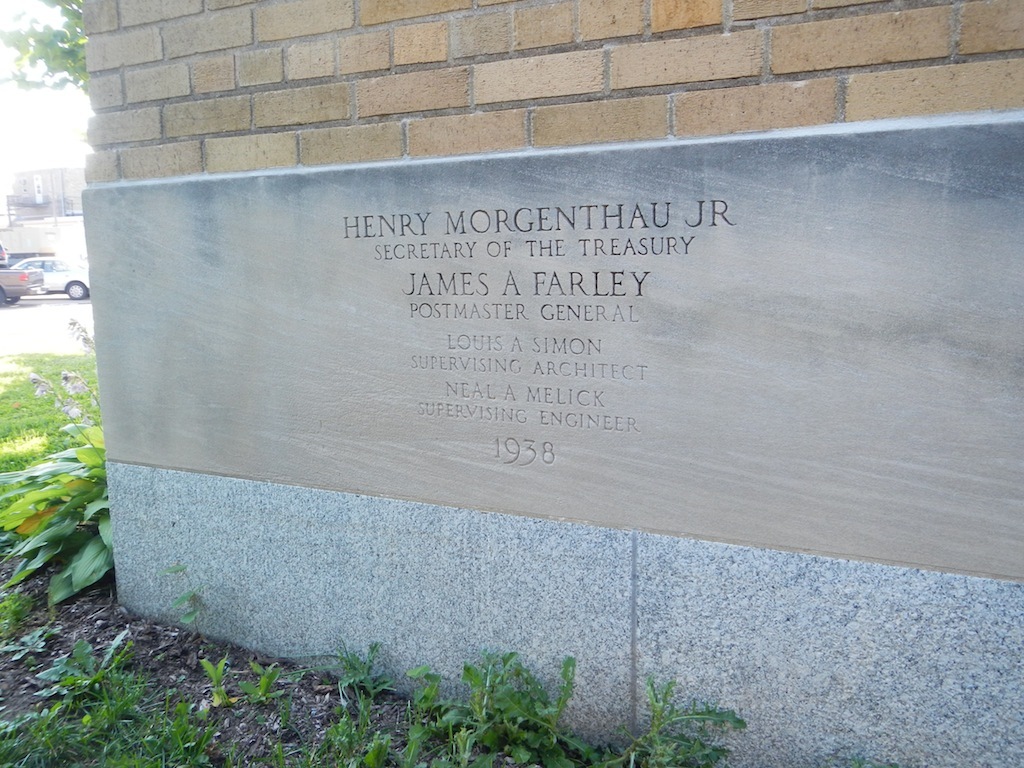 HENRY MORGENTHAU JR
SECRETARY OF THE TREASURY
JAMES A FARLEY
POSTMASTER GENERAL
LOUIS A SIMON
SUPERVISING ARCHITECT
NEAL A MELICK
SUPERVISING ENGINEER
1938